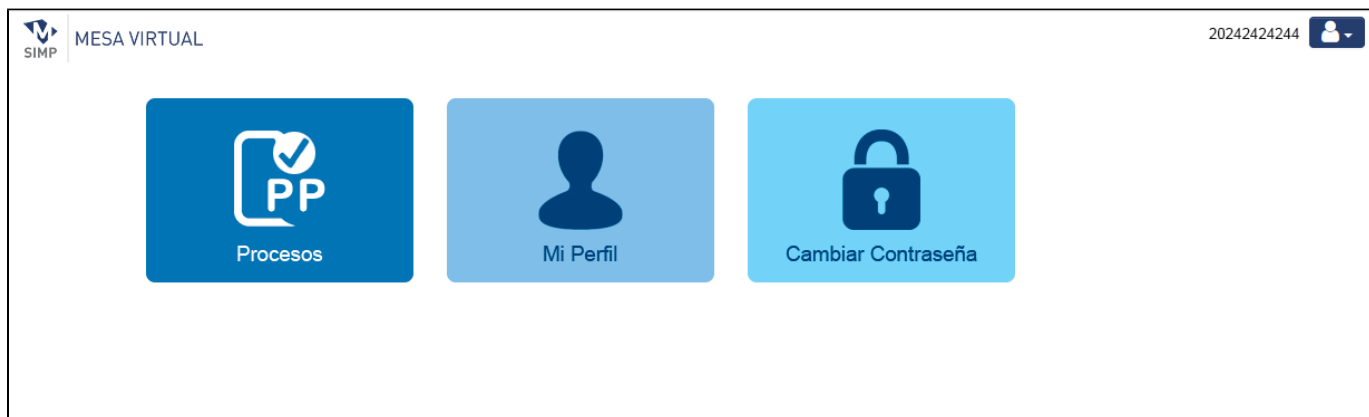 SIMP
MESA VIRTUAL
20242424244
PP
Procesos
Mi Perfil
Cambiar Contraseña